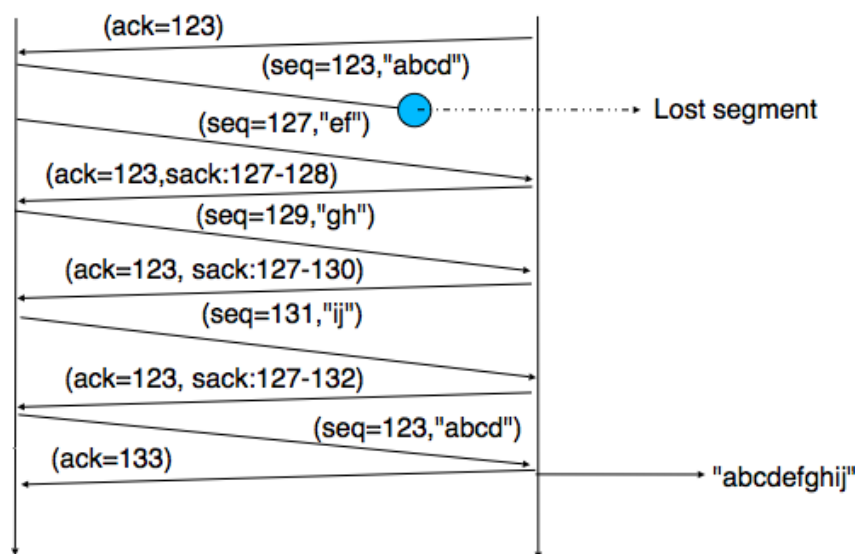 (ack=123)
(seq=123,"abcd")
Lost segment
(seq=127,"ef")
(ack=123,sack:127-128)
(seq=129,"gh")
(ack=123, sack:127-130)
(seq=131,"ij")
(ack=123, sack:127-132)
(seq=123,"abcd")
(ack=133)
"abcdefghij"